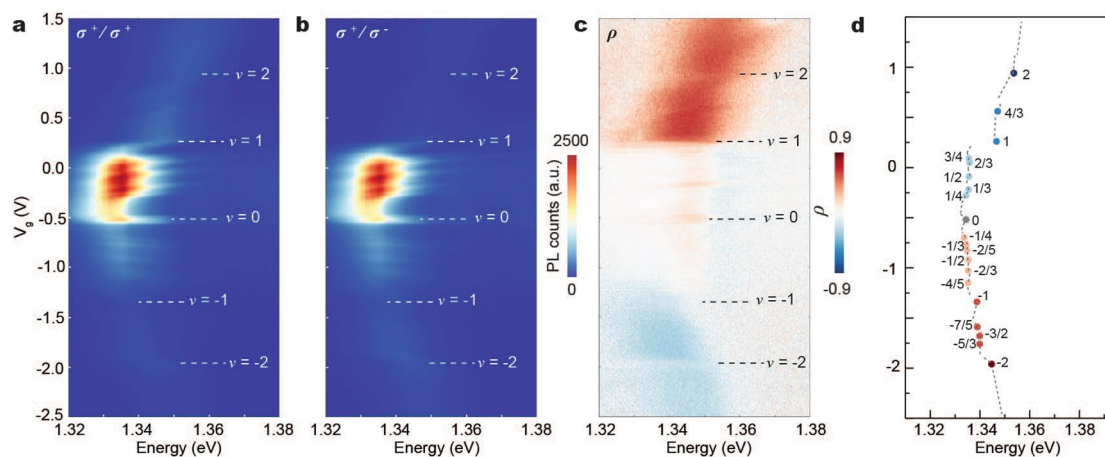 a
σ+/σ+
1.5
1.0
0.5
0.0
-0.5
-1.0
-1.5
-2.0
-2.5
Vg (V)
ν = 2
ν = 1
ν = 0
ν = -1
ν = -2
1.32
1.34
1.36
1.38
Energy (eV)
b
σ+/σ-
ν = 2
ν = 1
ν = 0
ν = -1
ν = -2
1.32
1.34
1.36
1.38
Energy (eV)
2500
PL counts (a.u.)
0
c
ρ
ν = 2
ν = 1
ν = 0
ν = -1
ν = -2
1.32
1.34
1.36
1.38
Energy (eV)
0.9
ρ
-0.9
d
1
0
-1
-2
2
4/3
1
3/4
2/3
1/2
1/3
1/4
0
-1/4
-1/3
-2/5
-1/2
-2/3
-4/5
-1
-7/5
-3/2
-5/3
-2
1.32
1.34
1.36
1.38
Energy (eV)